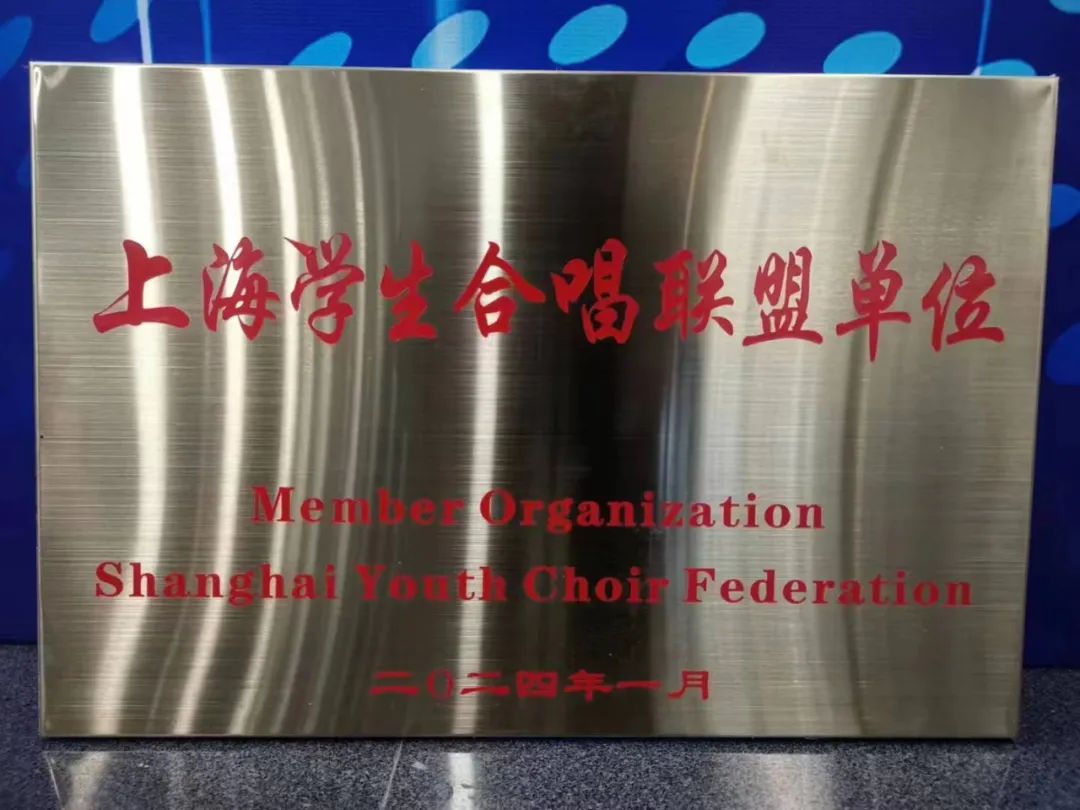 上海学生合唱联盟单位
Member Organization
Shanghai Youth Choir Federation
二〇二四年一月